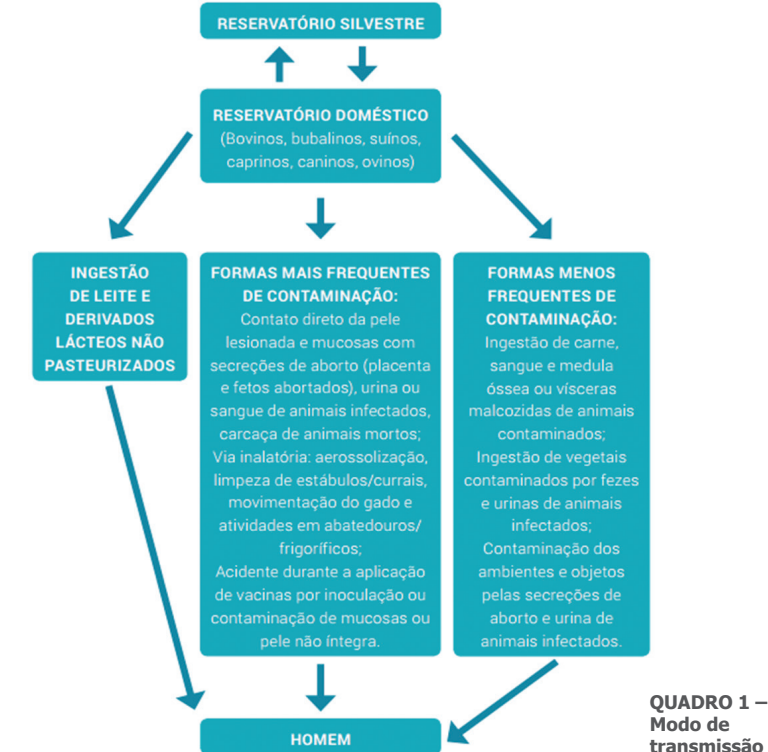 RESERVATÓRIO SILVESTRE
RESERVATÓRIO DOMÉSTICO
(Bovinos, bubalinos, suínos,
caprinos, caninos, ovinos)
INGESTÃO
DE LEITE E
DERIVADOS
LÁCTEOS NÃO
PASTEURIZADOS
FORMAS MAIS FREQUENTES
DE CONTAMINAÇÃO:
Contato direto da pele
lesionada e mucosas com
secreções de aborto (placenta
e fetos abortados), urina ou
sangue de animais infectados,
carcaça de animais mortos;
Via inalatória: aerossolização,
limpeza de estábulos/currais,
movimentação do gado e
atividades em abatedouros/
frigoríficos;
Acidente durante a aplicação
de vacinas por inoculação ou
contaminação de mucosas ou
pele não íntegra.
FORMAS MENOS
FREQUENTES DE
CONTAMINAÇÃO:
Ingestão de carne,
sangue e medula
óssea ou vísceras
malcozidas de animais
contaminados;
Ingestão de vegetais
contaminados por fezes
e urinas de animais
infectados;
Contaminação dos
ambientes e objetos
pelas secreções de
aborto e urina de
animais infectados.
HOMEM
QUADRO 1 –
Modo de
transmissão